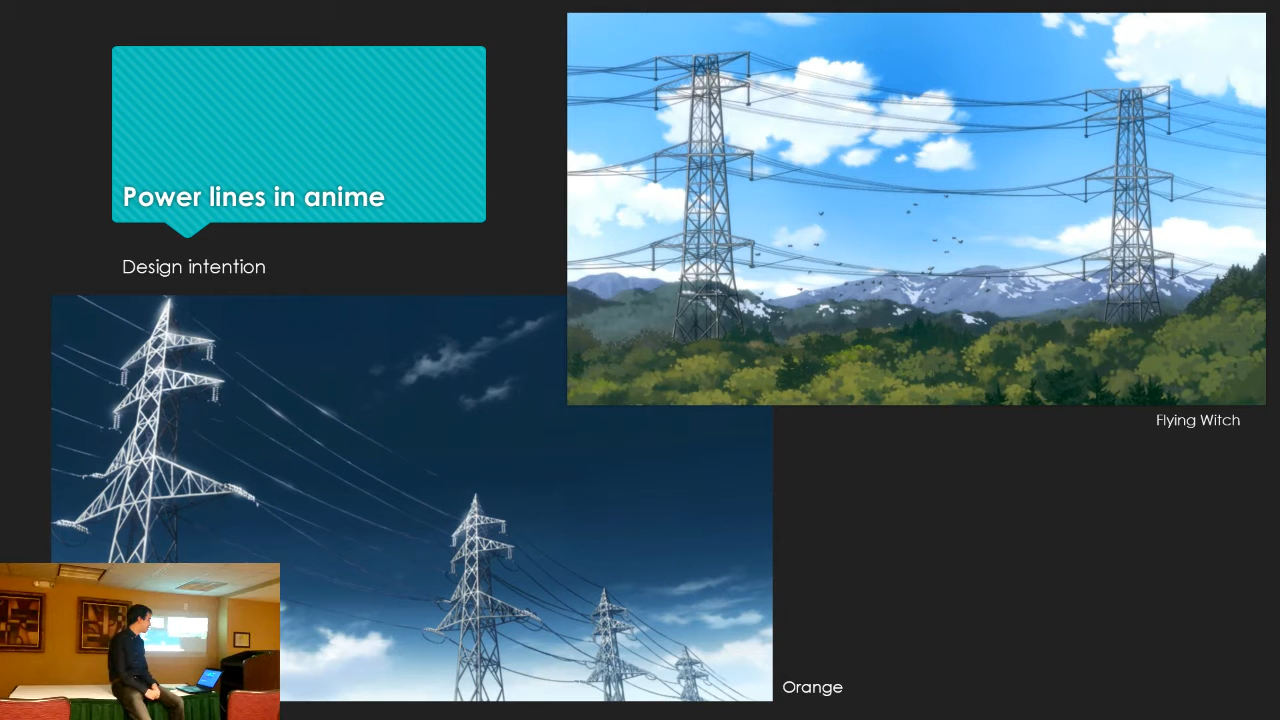 Power lines in anime
Design intention
Flying Witch
Orange